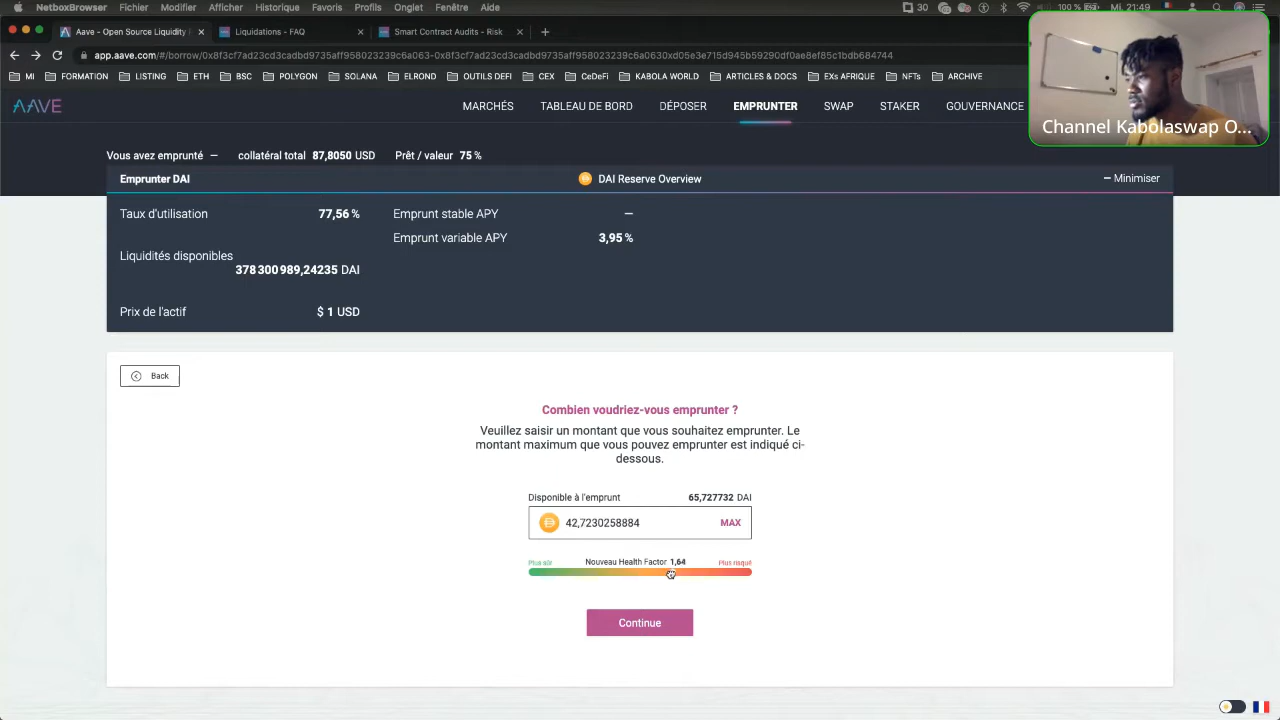 NetboxBrowser Fichier Modifier Afficher Historique Favoris Profils Onglet Fenêtre Aide 30 Mar. 21:49
Aave - Open Source Liquidity Liquidations - FAQ Smart Contract Audits - Risk
app.aave.com/#/borrow/0x8f3cf7ad23cd3cadbd9735aff958023239c6a063-0x8f3cf7ad23cd3cadbd9735aff958023239c6a0630xd05e3e715d945b59290df0ae8ef85c1bdb684744
MI FORMATION LISTING ETH BSC POLYGON SOLANA ELROND OUTILS DEFI CEX CeDeFi KABOLA WORLD ARTICLES & DOCS EXs AFRIQUE NFTs ARCHIVE
AAVE MARCHÉS TABLEAU DE BORD DÉPOSER EMPRUNTER SWAP STAKER GOUVERNANCE
Channel Kabolaswap O...
Vous avez emprunté — collatéral total 87,8050 USD Prêt / valeur 75 %
Emprunter DAI DAI Reserve Overview – Minimiser
Taux d'utilisation 77,56 % Emprunt stable APY —
Emprunt variable APY 3,95 %
Liquidités disponibles
378 300 989,24235 DAI
Prix de l'actif $ 1 USD
Back
Combien voudriez-vous emprunter ?
Veuillez saisir un montant que vous souhaitez emprunter. Le
montant maximum que vous pouvez emprunter est indiqué ci-
dessous.
Disponible à l'emprunt 65,727732 DAI
42,7230258884 MAX
Plus sûr Nouveau Health Factor 1,64 Plus risqué
Continue